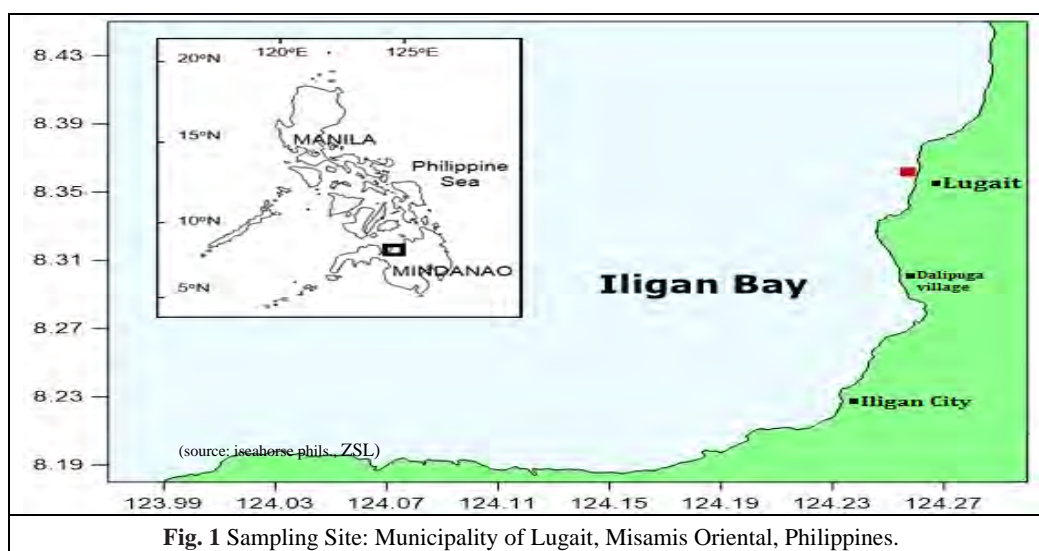 120°E 125°E
20°N
15°N
10°N
5°N
MANILA
Philippine
Sea
MINDANAO
8.43
8.39
8.35
8.31
8.27
8.23
8.19
Lugait
Dalipuga
village
Iligan Bay
Iligan City
(source: iseahorse phils., ZSL)
123.99 124.03 124.07 124.11 124.15 124.19 124.23 124.27
Fig. 1 Sampling Site: Municipality of Lugait, Misamis Oriental, Philippines.